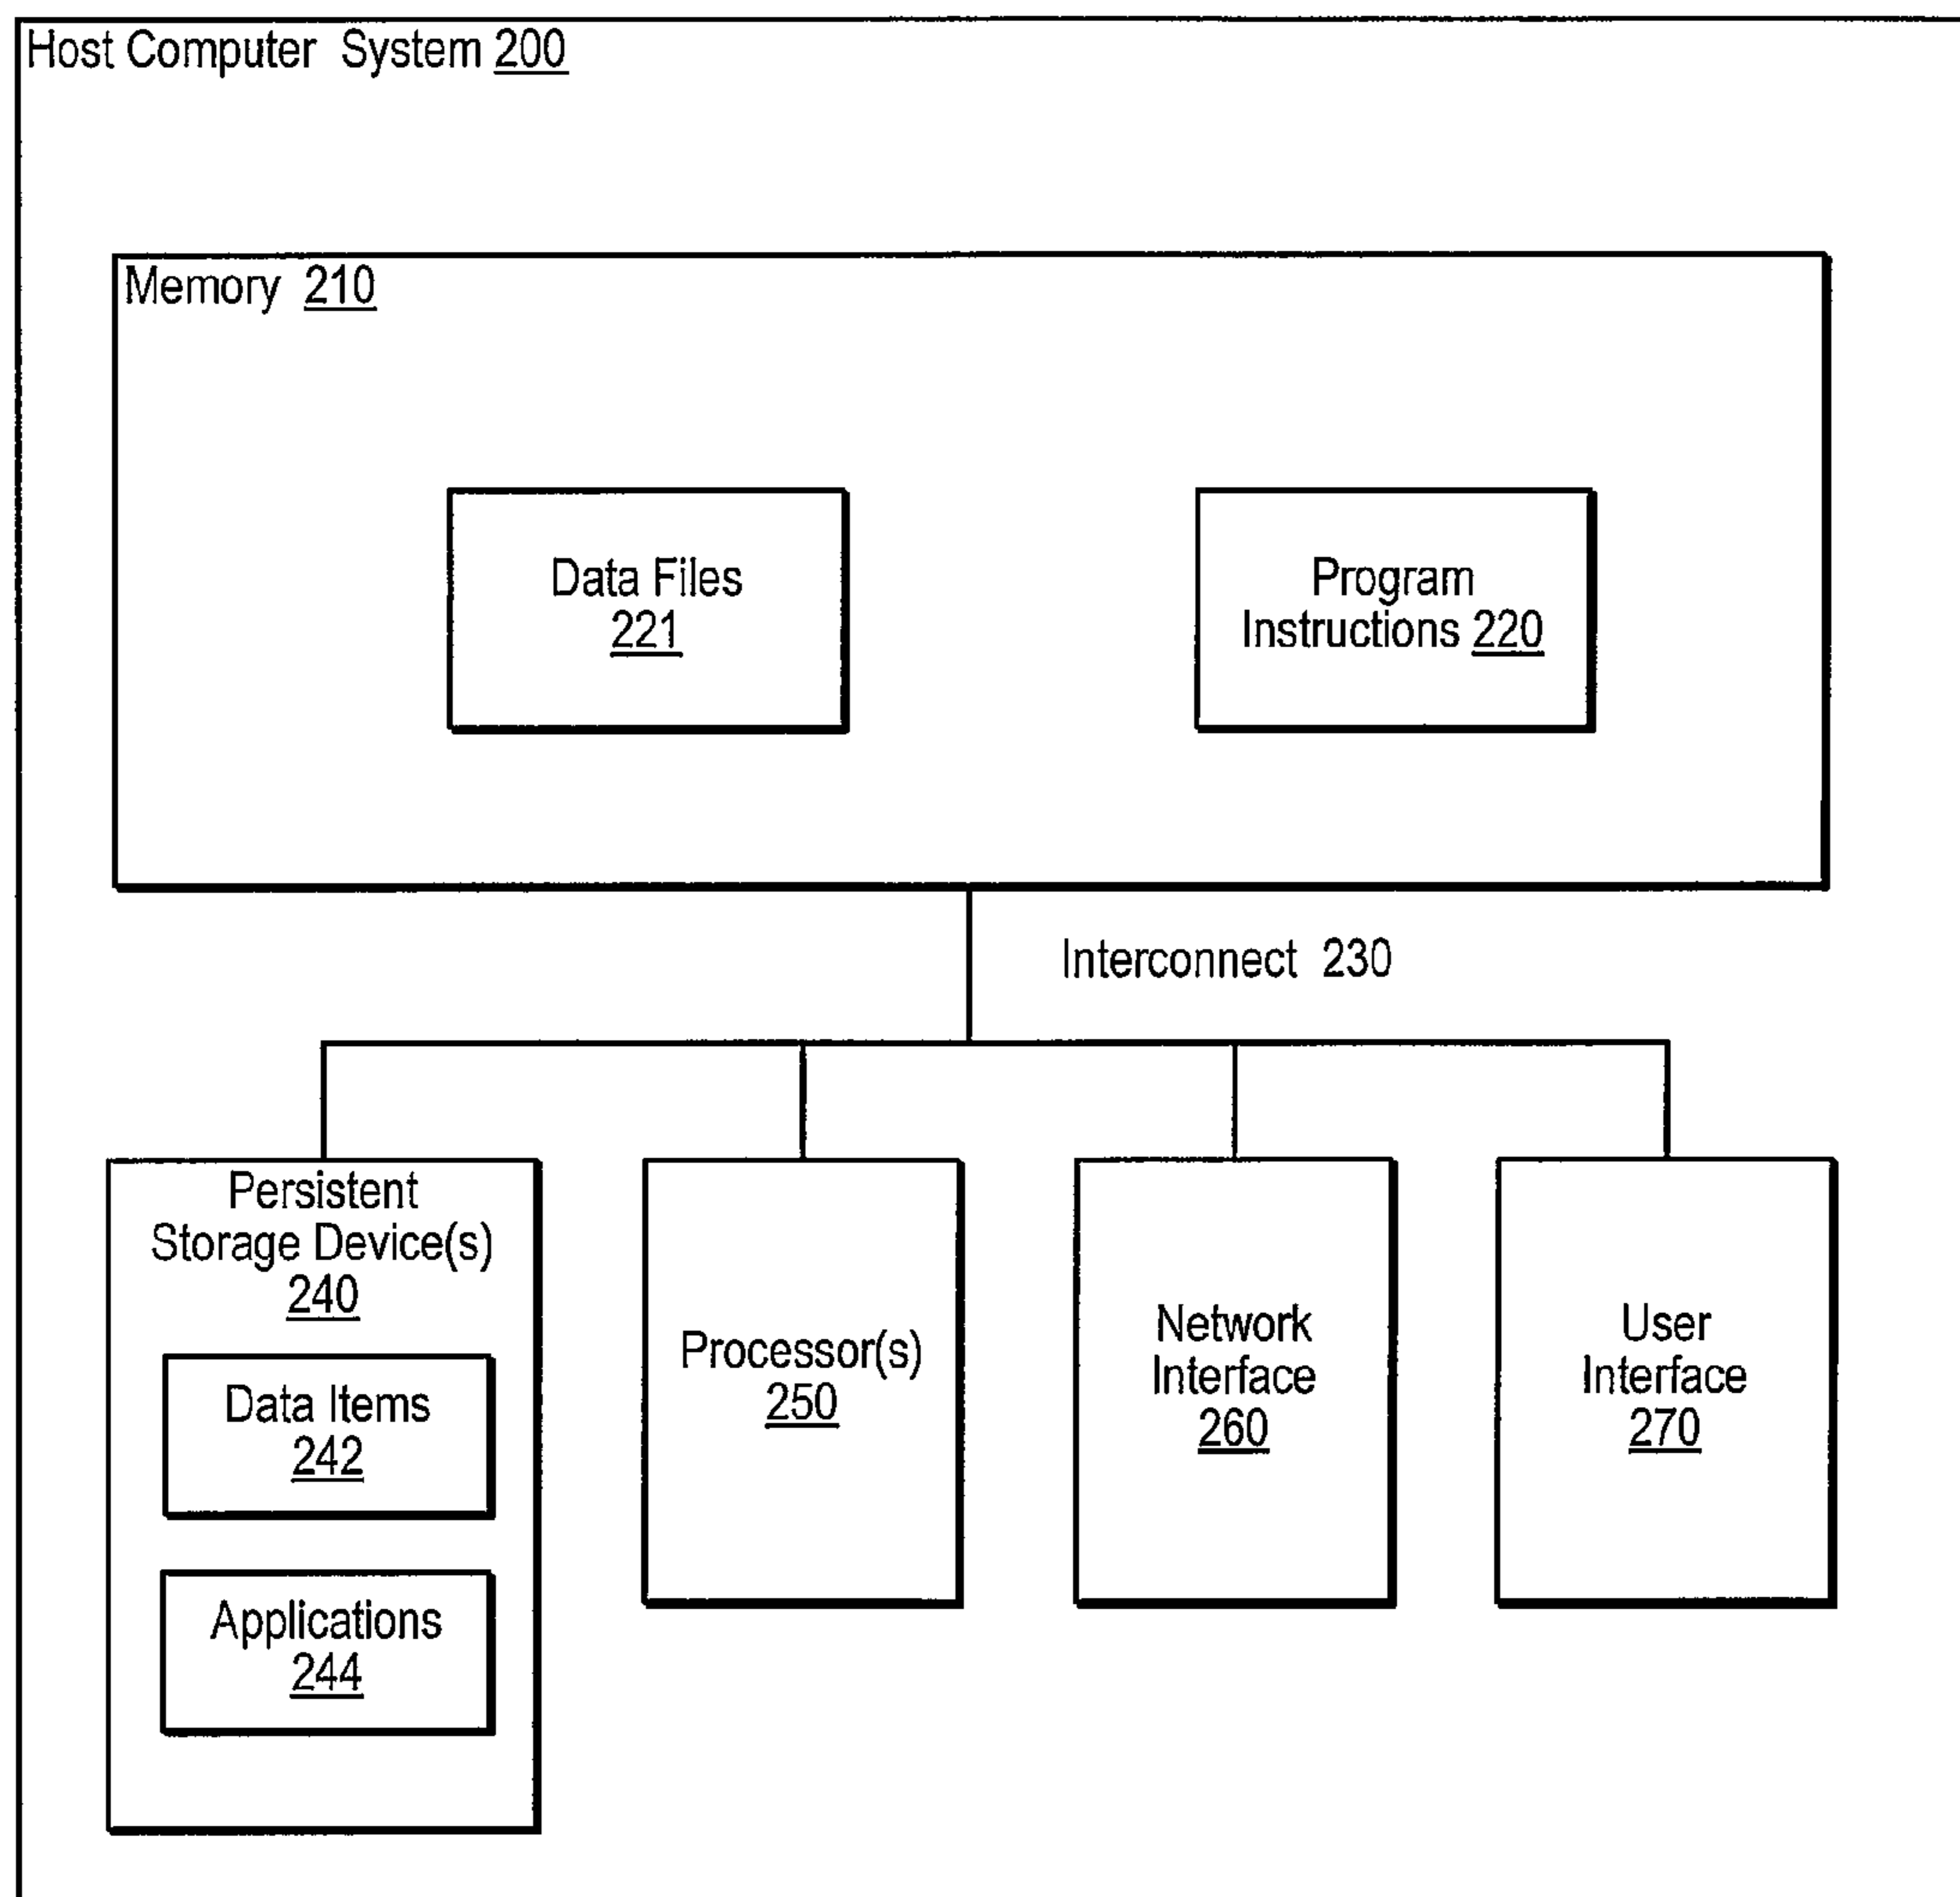 Host Computer System 200
Memory 210
Data Files
221
Program
Instructions 220
Interconnect 230
Persistent
Storage Device(s)
240
Data Items
242
Applications
244
Processor(s)
250
Network
Interface
260
User
Interface
270